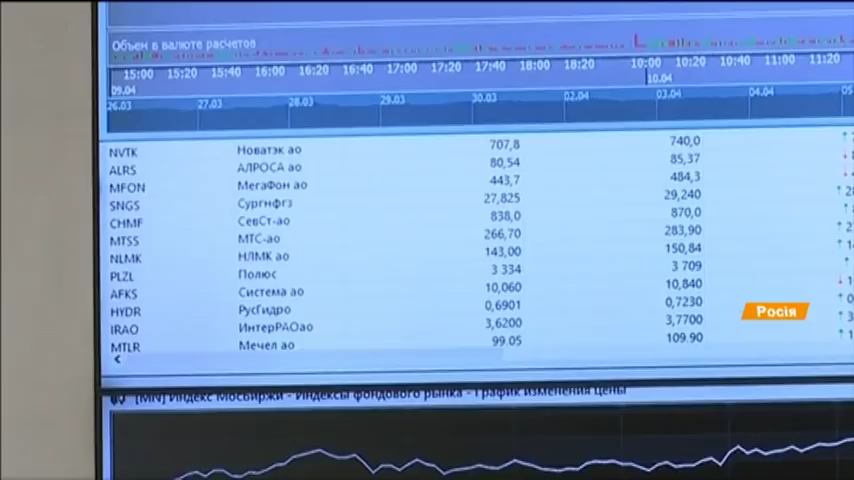 Объем в валюте расчетов
15:00 15:20 15:40 16:00 16:20 16:40 17:00 17:20 17:40 18:00 18:20 10:00 10:20 10:40 11:00 11:20
09.04 10.04
26.03 27.03 28.03 29.03 30.03 02.04 03.04 04.04 05
NVTK Новатэк ао 707,8 740,0
ALRS АЛРОСА ао 80,54 85,37
MFON МегаФон ао 443,7 484,3
SNGS Сургнфгз 27,825 29,240
CHMF СевСт-ао 838,0 870,0
MTSS МТС-ао 266,70 283,90
NLMK НЛМК ао 143,00 150,84
PLZL Полюс 3 334 3 709
AFKS Система ао 10,060 10,840
HYDR РусГидро 0,6901 0,7230
IRAO ИнтерРАОао 3,6200 3,7700
MTLR Мечел ао 99.05 109.90
Росія
[MN] Индекс МосБиржи - Индексы фондового рынка - График изменения цены